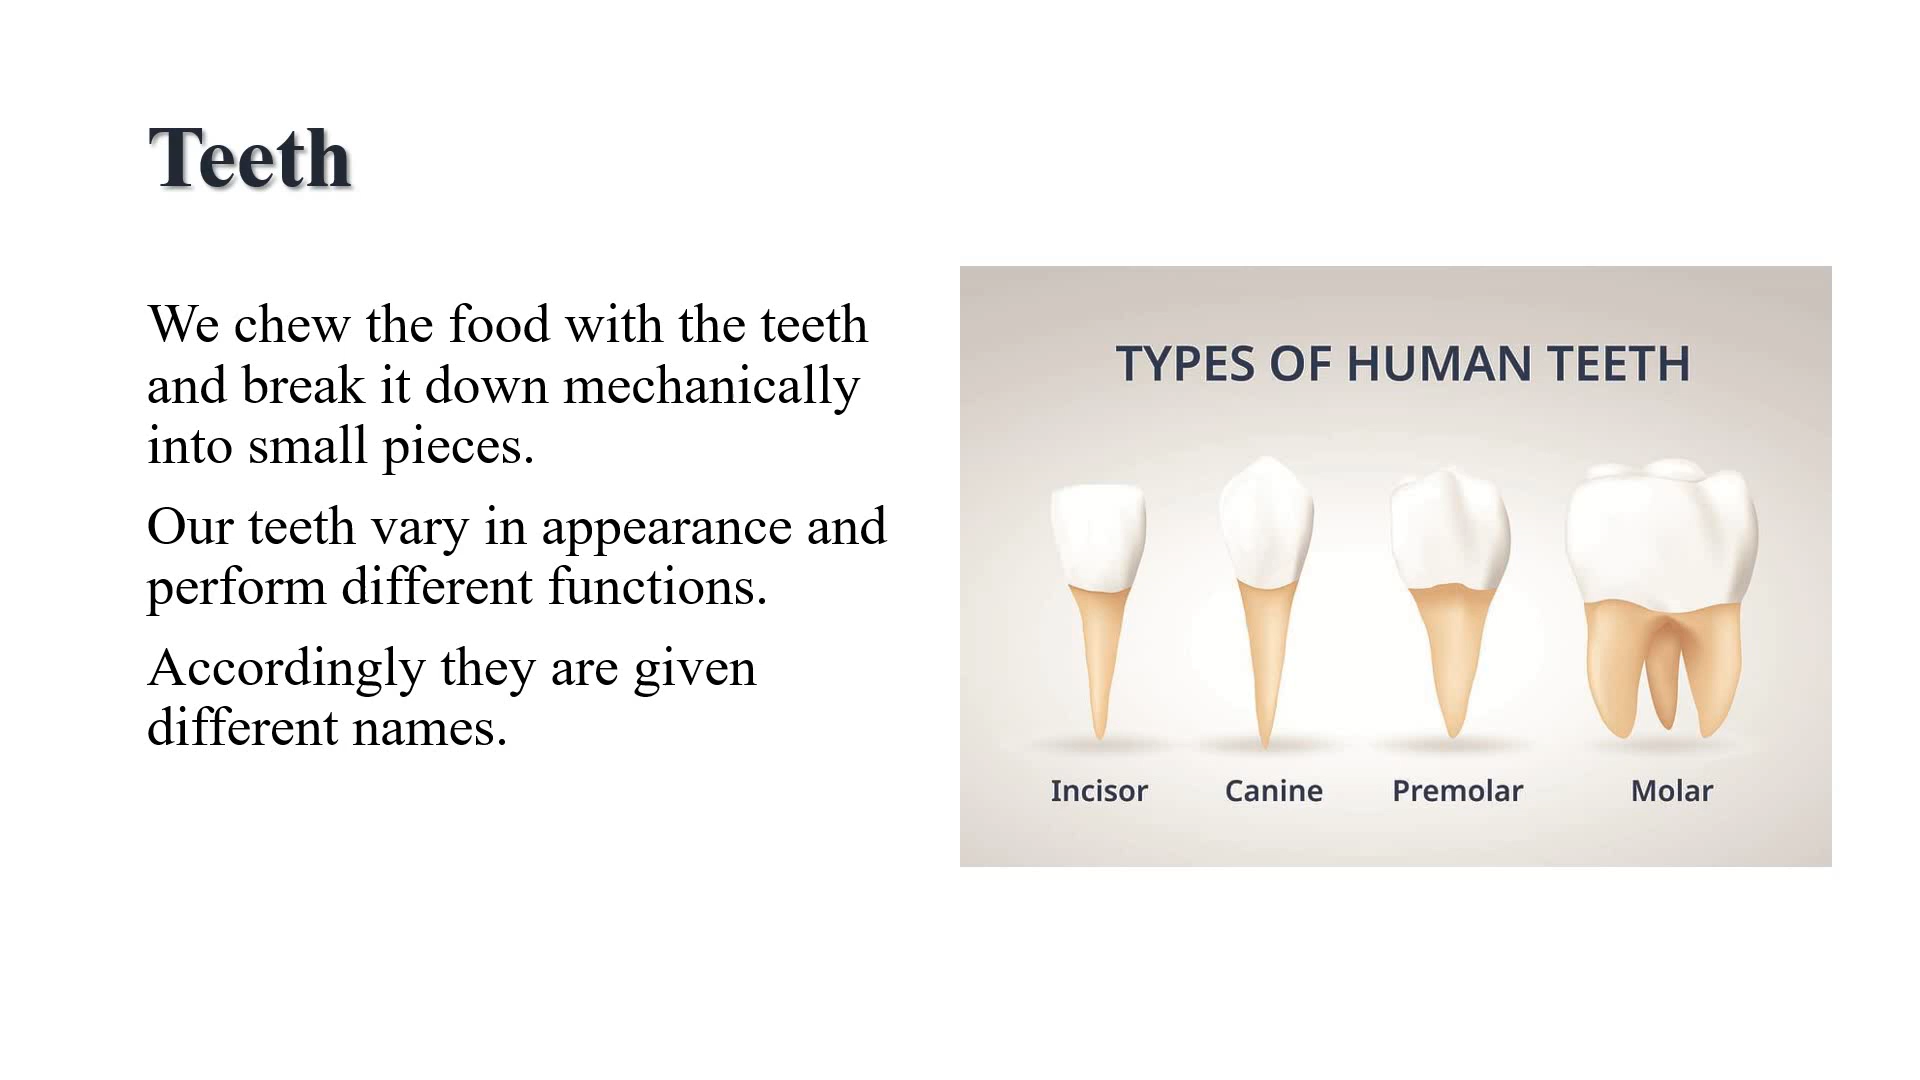 Teeth
We chew the food with the teeth
and break it down mechanically
into small pieces.
Our teeth vary in appearance and
perform different functions.
Accordingly they are given
different names.
TYPES OF HUMAN TEETH
Incisor Canine Premolar Molar